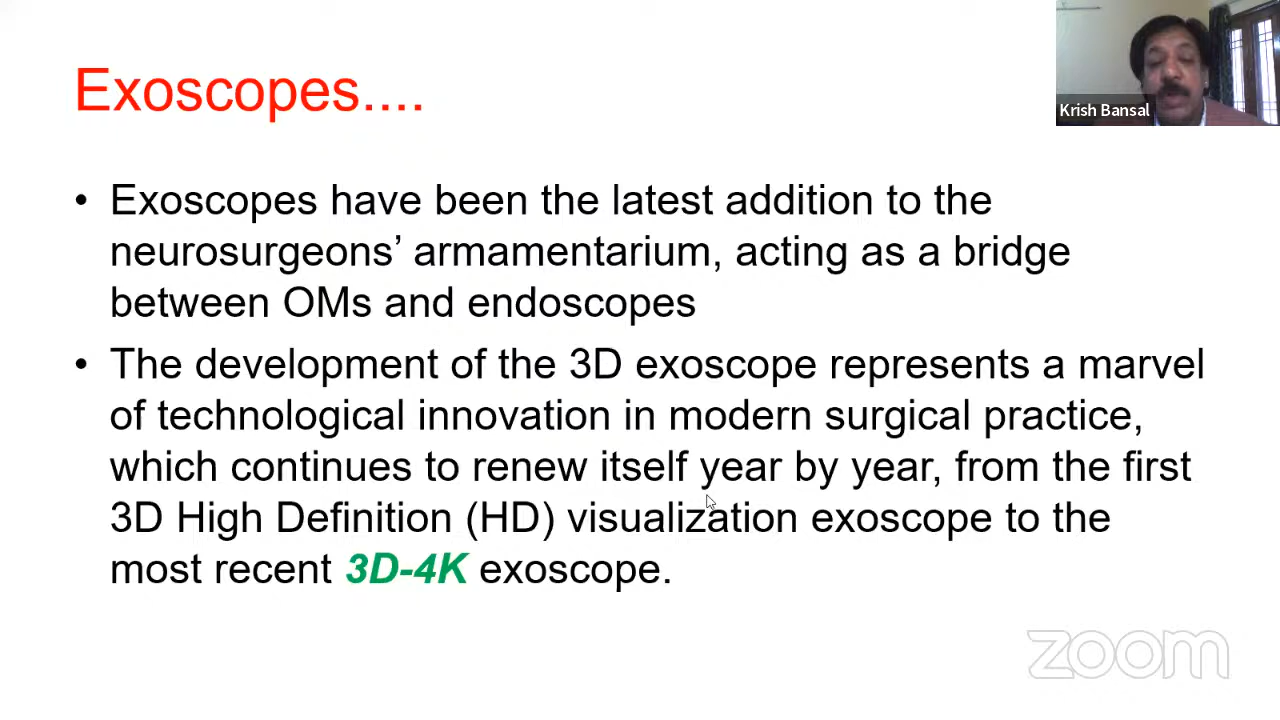 Exoscopes....
Krish Bansal
• Exoscopes have been the latest addition to the
neurosurgeons’ armamentarium, acting as a bridge
between OMs and endoscopes
• The development of the 3D exoscope represents a marvel
of technological innovation in modern surgical practice,
which continues to renew itself year by year, from the first
3D High Definition (HD) visualization exoscope to the
most recent 3D-4K exoscope.
zoom